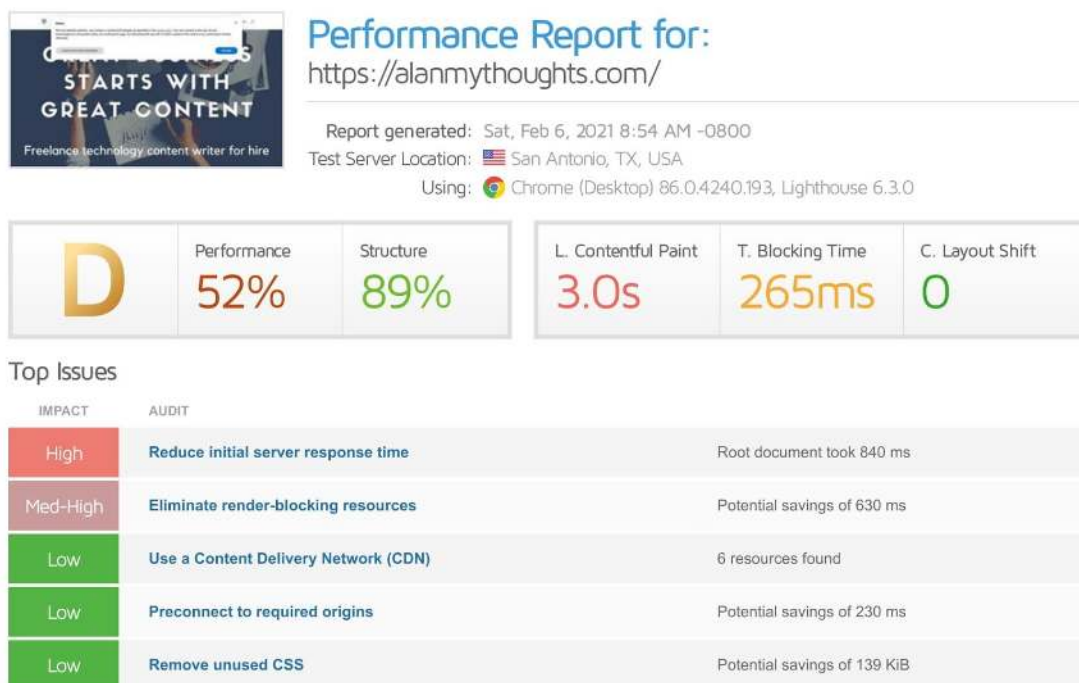 Performance Report for:
https://alanmythoughts.com/
STARTS WITH
GREAT CONTENT
Freelance technology content writer for hire
Report generated: Sat, Feb 6, 2021 8:54 AM -0800
Test Server Location: San Antonio, TX, USA
Using: Chrome (Desktop) 86.0.4240.193, Lighthouse 6.3.0
D
Performance
52%
Structure
89%
L. Contentful Paint
3.0s
T. Blocking Time
265ms
C. Layout Shift
0
Top Issues
IMPACT AUDIT
High Reduce initial server response time Root document took 840 ms
Med-High Eliminate render-blocking resources Potential savings of 630 ms
Low Use a Content Delivery Network (CDN) 6 resources found
Low Preconnect to required origins Potential savings of 230 ms
Low Remove unused CSS Potential savings of 139 KiB